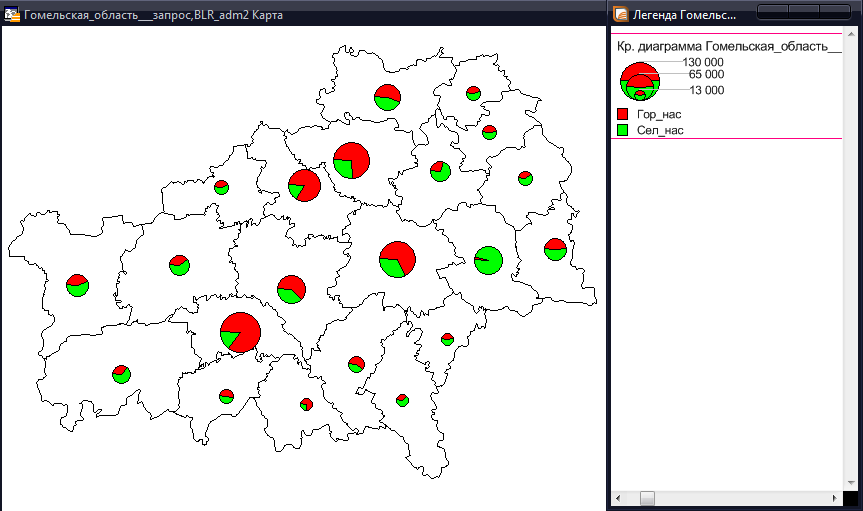 Гомельская_область___запрос,BLR_adm2 Карта
Легенда Гомельс...
Кр. диаграмма Гомельская_область__
130 000
65 000
13 000
Гор_нас
Сел_нас